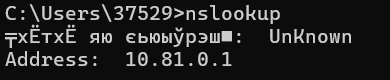 C:\Users\37529>nslookup
╤хЁтхЁ яю єьюыўрэш■: UnKnown
Address: 10.81.0.1